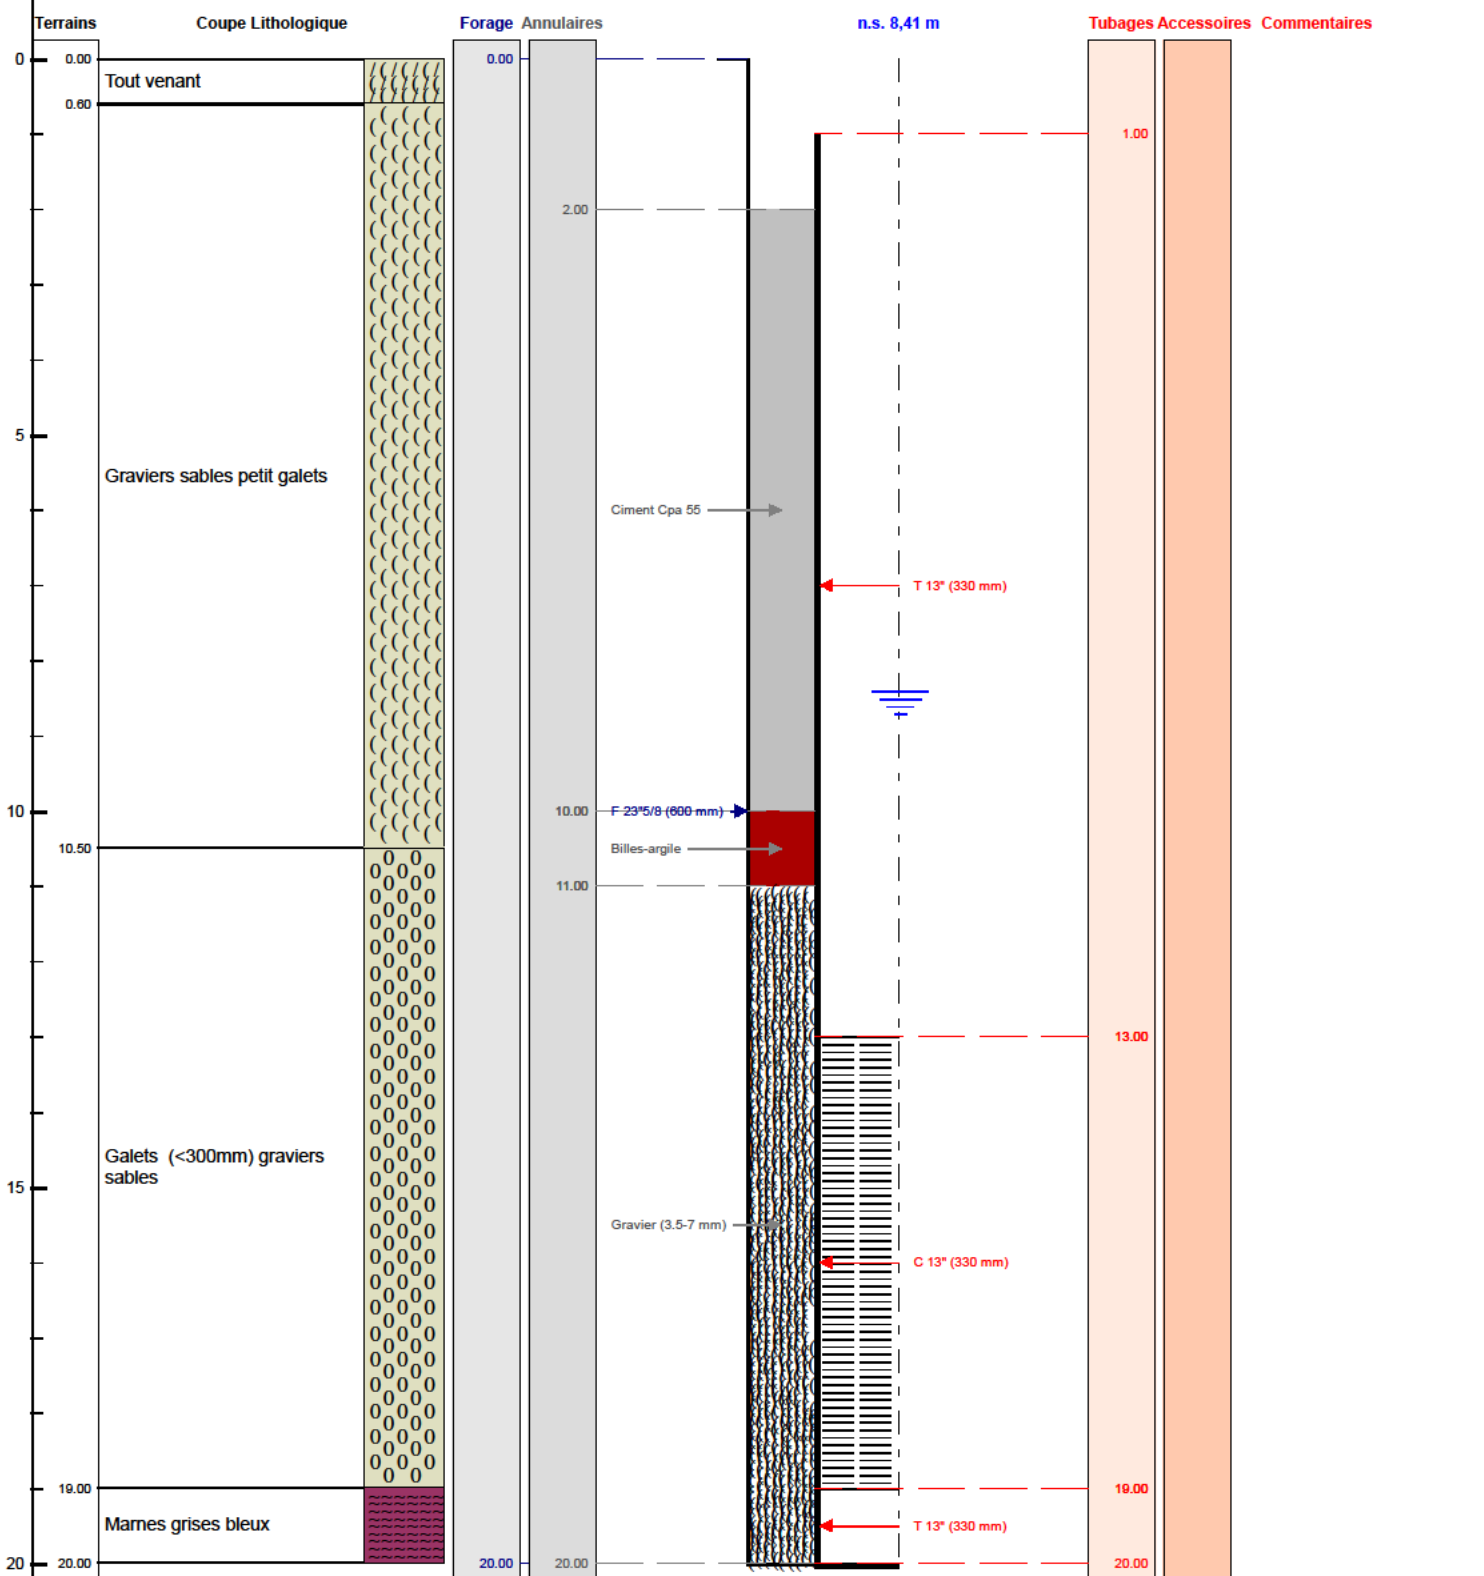 Terrains Coupe Lithologique Forage Annulaires n.s. 8,41 m Tubages Accessoires Commentaires
0 0.00 0.00
Tout venant
0.60
1.00
2.00
5
Graviers sables petit galets
Ciment Cpa 55
T 13" (330 mm)
10 10.00 F 23"5/8 (600 mm)
10.50 Billes-argile
11.00
13.00
Galets (<300mm) graviers
sables
15
Gravier (3.5-7 mm)
C 13" (330 mm)
19.00 19.00
Marnes grises bleux T 13" (330 mm)
20 20.00 20.00 20.00 20.00